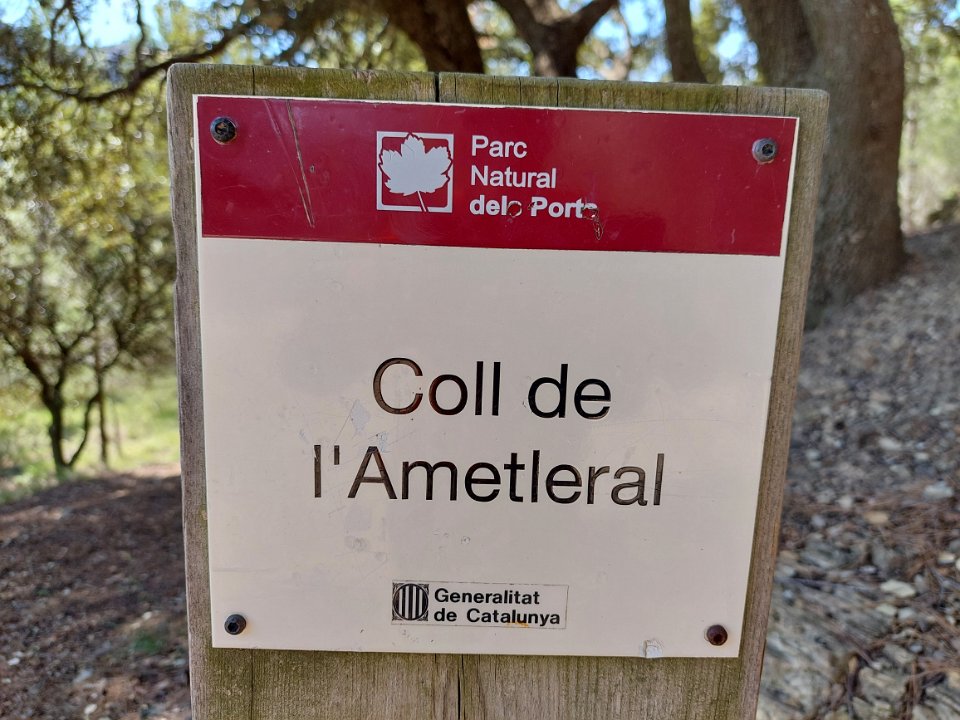 Parc
Natural
dels Ports
Coll de
l'Ametleral
Generalitat
de Catalunya